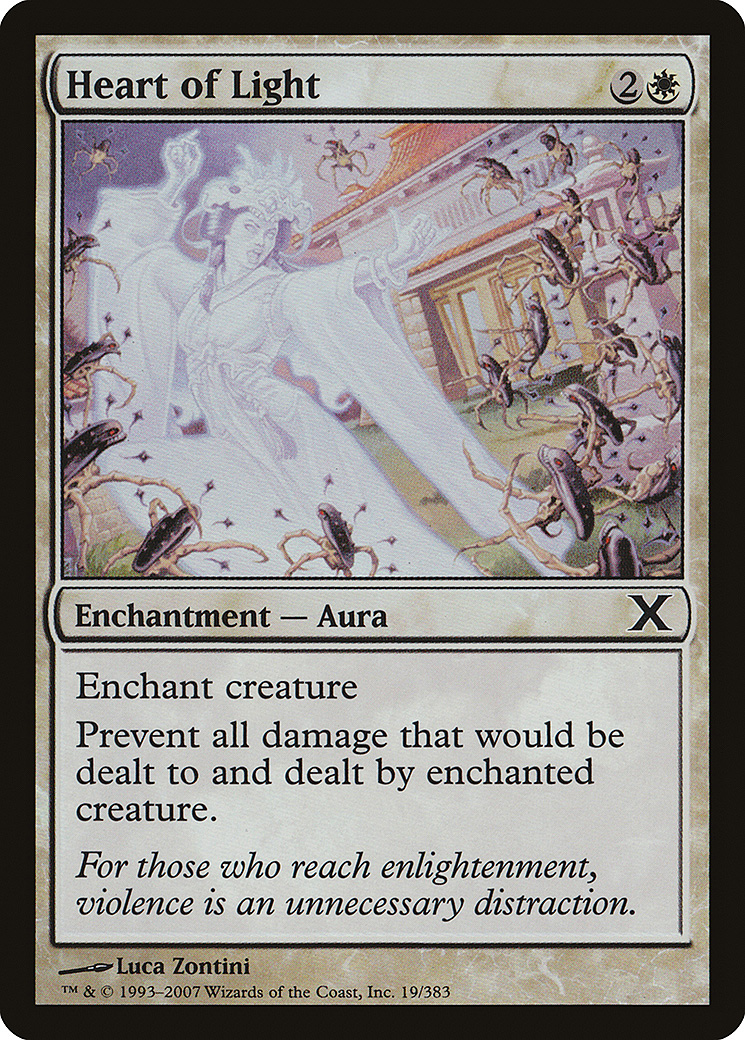 Heart of Light 2
Enchantment — Aura X
Enchant creature
Prevent all damage that would be
dealt to and dealt by enchanted
creature.
For those who reach enlightenment,
violence is an unnecessary distraction.
Luca Zontini
™ & © 1993–2007 Wizards of the Coast, Inc. 19/383